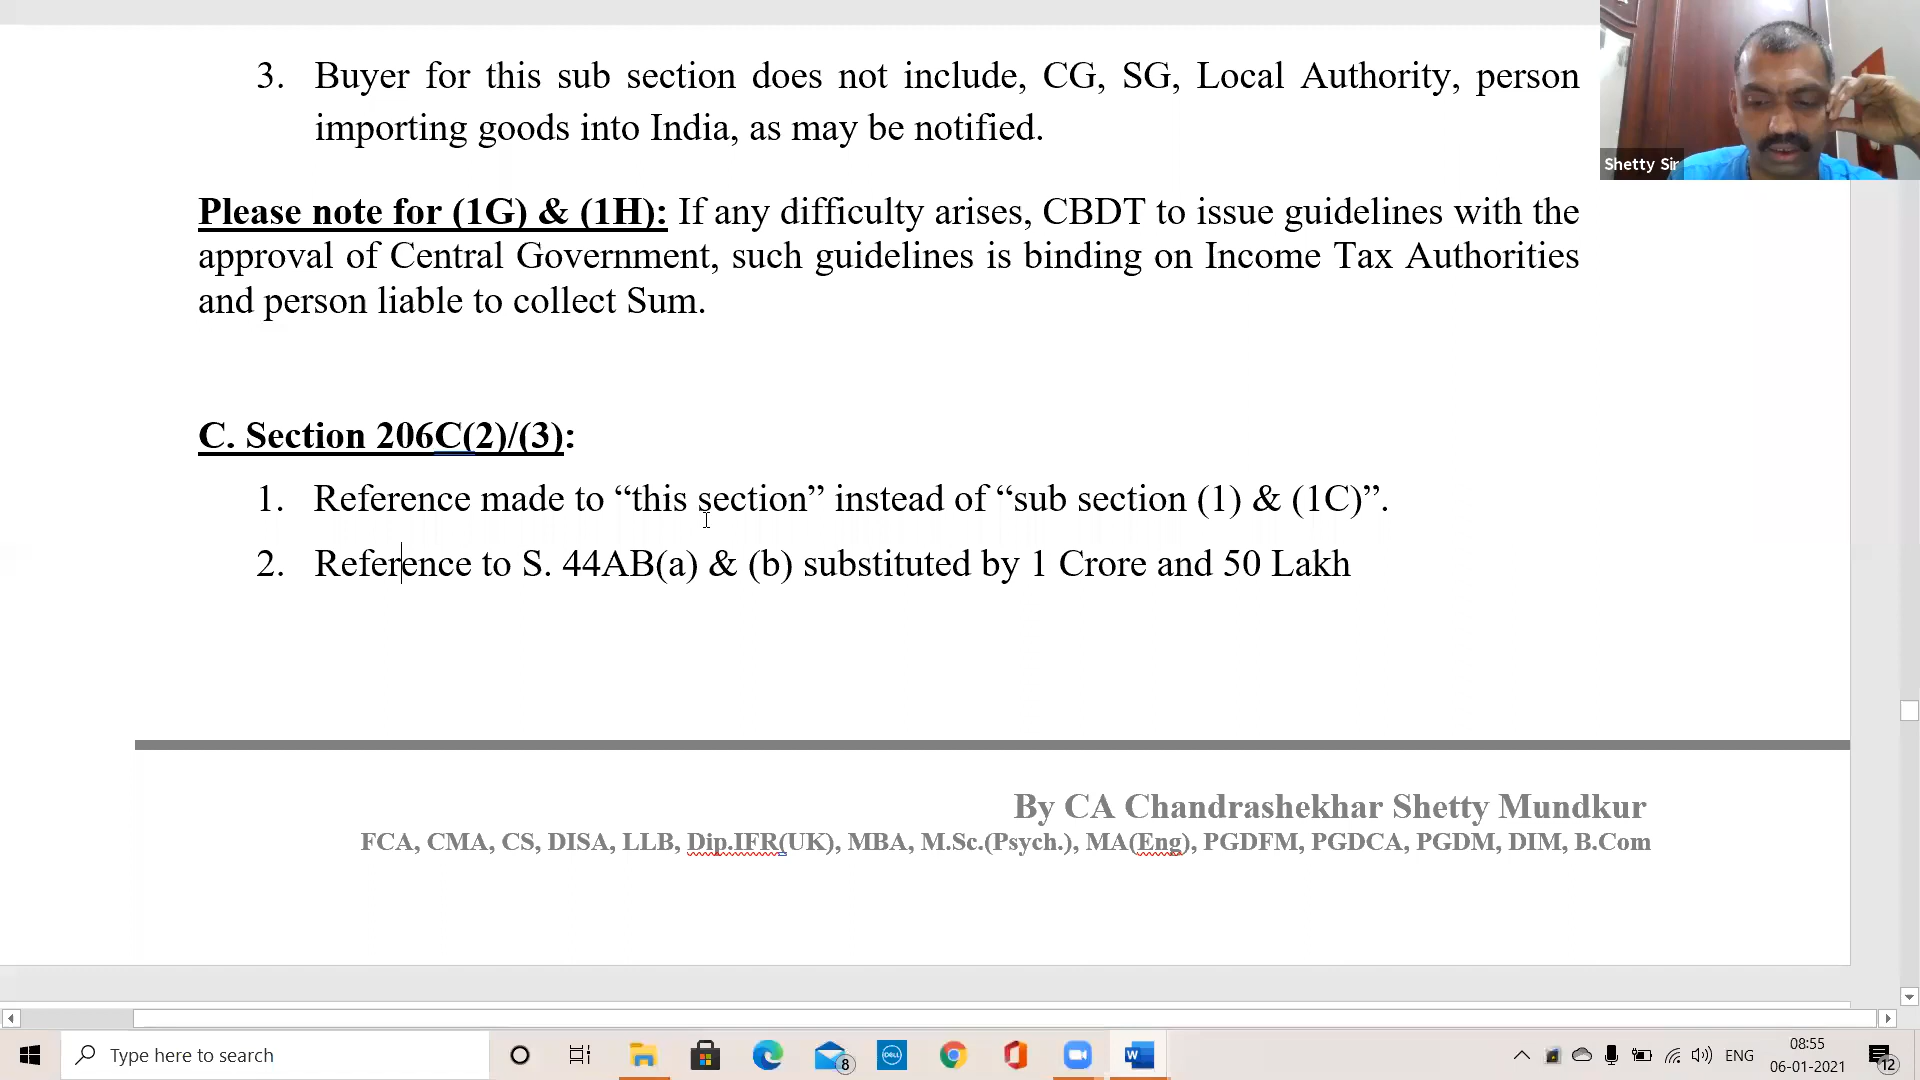 3. Buyer for this sub section does not include, CG, SG, Local Authority, person
importing goods into India, as may be notified.
Shetty Sir
Please note for (1G) & (1H): If any difficulty arises, CBDT to issue guidelines with the
approval of Central Government, such guidelines is binding on Income Tax Authorities
and person liable to collect Sum.
C. Section 206C(2)/(3):
1. Reference made to “this section” instead of “sub section (1) & (1C)”.
2. Reference to S. 44AB(a) & (b) substituted by 1 Crore and 50 Lakh
By CA Chandrashekhar Shetty Mundkur
FCA, CMA, CS, DISA, LLB, Dip.IFR(UK), MBA, M.Sc.(Psych.), MA(Eng), PGDFM, PGDCA, PGDM, DIM, B.Com
Type here to search
8
DELL
W
ENG
08:55
06-01-2021
12